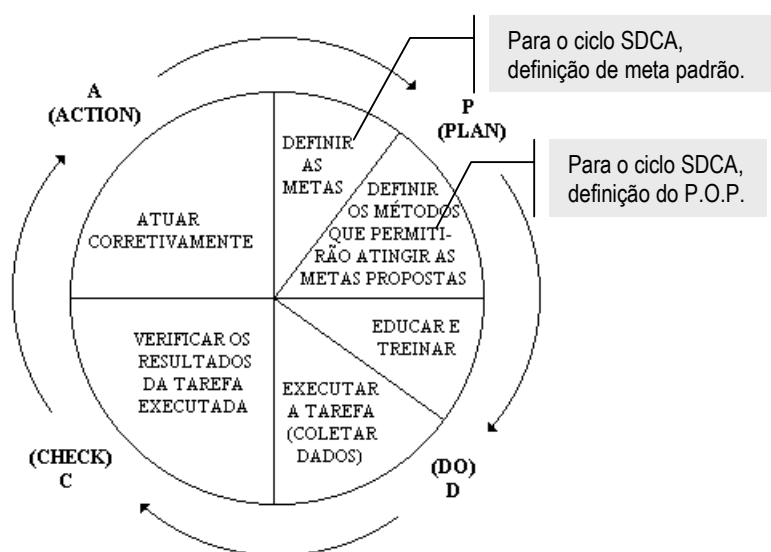 Para o ciclo SDCA,
definição de meta padrão.
A
(ACTION)
P
(PLAN)
DEFINIR
AS
METAS
Para o ciclo SDCA,
definição do P.O.P.
DEFINIR
OS MÉTODOS
QUE PERMITI-
RÃO ATINGIR AS
METAS PROPOSTAS
ATUAR
CORRETIVAMENTE
VERIFICAR OS
RESULTADOS
DA TAREFA
EXECUTADA
EDUCAR E
TREINAR
EXECUTAR
A TAREFA
(COLETAR
DADOS)
(CHECK)
C
(DO)
D